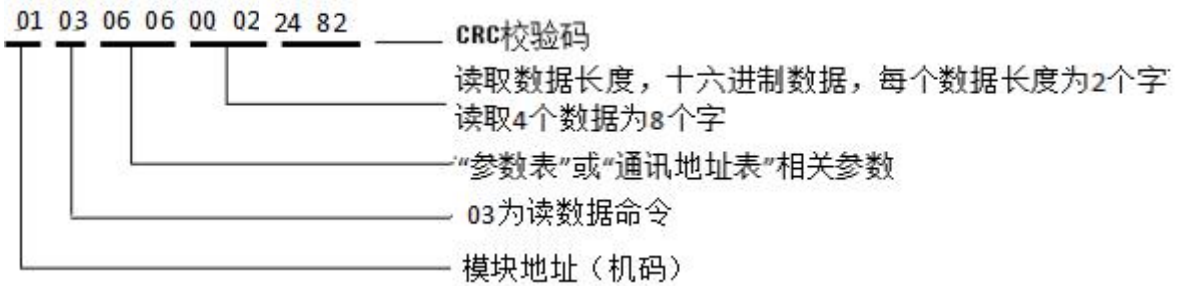 01 03 06 06 00 02 24 82
CRC校验码
读取数据长度，十六进制数据，每个数据长度为2个字
读取4个数据为8个字
“参数表”或“通讯地址表”相关参数
03为读数据命令
模块地址（机码）